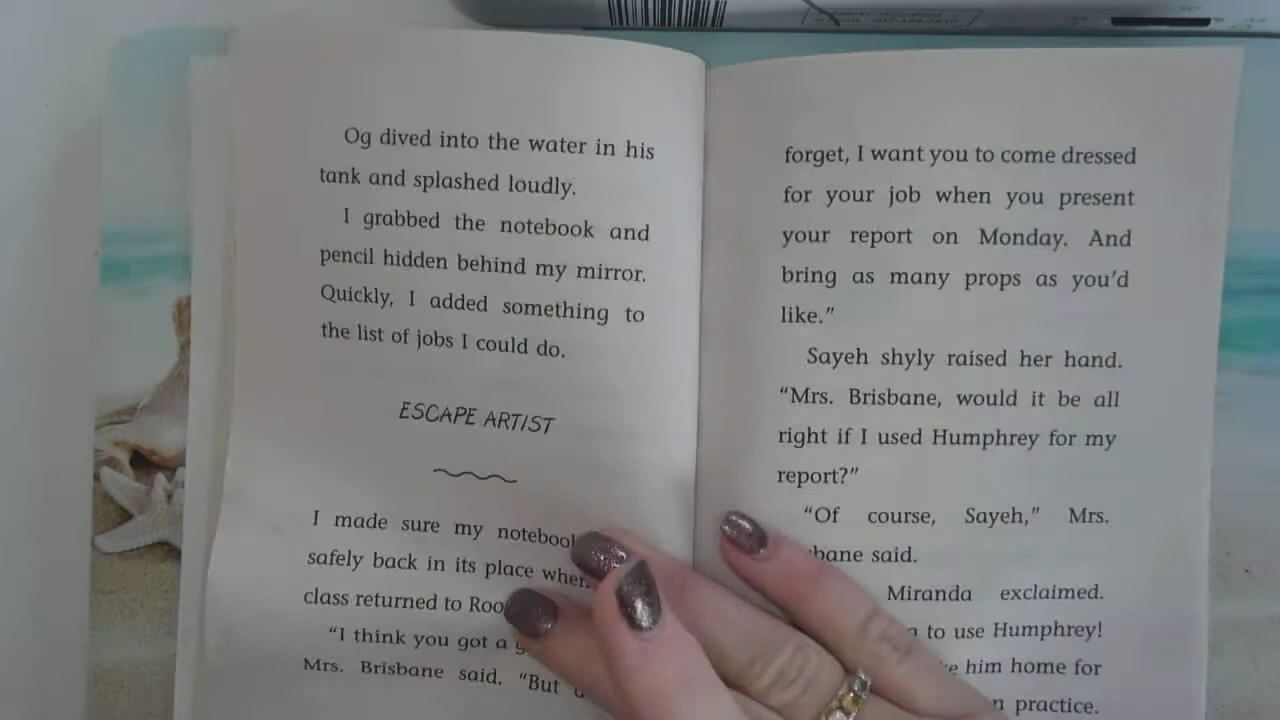 Og dived into the water in his
tank and splashed loudly.
I grabbed the notebook and
pencil hidden behind my mirror.
Quickly, I added something to
the list of jobs I could do.
ESCAPE ARTIST
I made sure my
safely back in its place
class returned to
“I think you got a
Mrs. Brisbane said. “But
forget, I want you to come dressed
for your job when you present
your report on Monday. And
bring as many props as you’d
like.”
Sayeh shyly raised her hand.
“Mrs. Brisbane, would it be all
right if I used Humphrey for my
report?”
“Of course, Sayeh,” Mrs.
said.
Miranda exclaimed.
to use Humphrey!
him home for
practice.